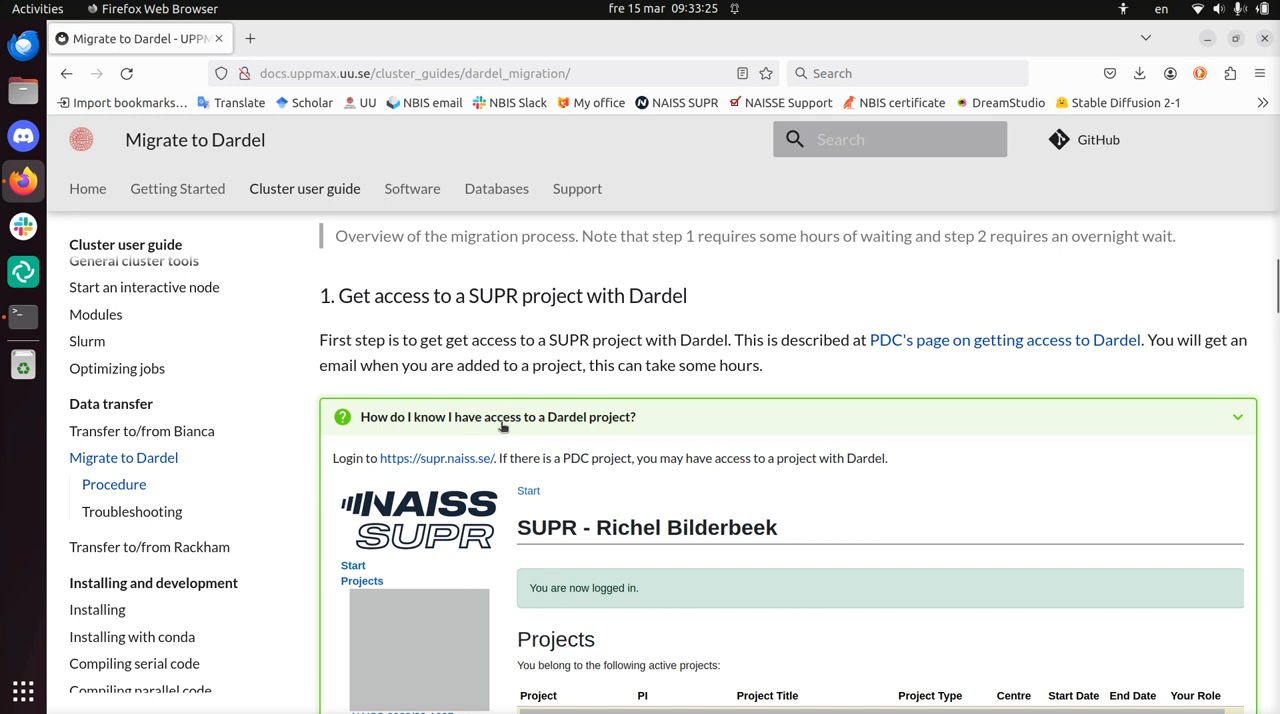 Activities Firefox Web Browser fre 15 mar 09:33:25 en
Migrate to Dardel - UPPM
docs.uppmax.uu.se/cluster_guides/dardel_migration/ Search
Import bookmarks… Translate Scholar UU NBIS email NBIS Slack My office NAISS SUPR NAISSE Support NBIS certificate DreamStudio Stable Diffusion 2-1
Migrate to Dardel Search GitHub
Home Getting Started Cluster user guide Software Databases Support
Cluster user guide
General cluster tools
Start an interactive node
Modules
Slurm
Optimizing jobs
Data transfer
Transfer to/from Bianca
Migrate to Dardel
Procedure
Troubleshooting
Transfer to/from Rackham
Installing and development
Installing
Installing with conda
Compiling serial code
Compiling parallel code
Overview of the migration process. Note that step 1 requires some hours of waiting and step 2 requires an overnight wait.
1. Get access to a SUPR project with Dardel
First step is to get get access to a SUPR project with Dardel. This is described at PDC's page on getting access to Dardel. You will get an
email when you are added to a project, this can take some hours.
How do I know I have access to a Dardel project?
Login to https://supr.naiss.se/. If there is a PDC project, you may have access to a project with Dardel.
NAISS
SUPR
Start
Projects
Start
SUPR - Richel Bilderbeek
You are now logged in.
Projects
You belong to the following active projects:
Project PI Project Title Project Type Centre Start Date End Date Your Role